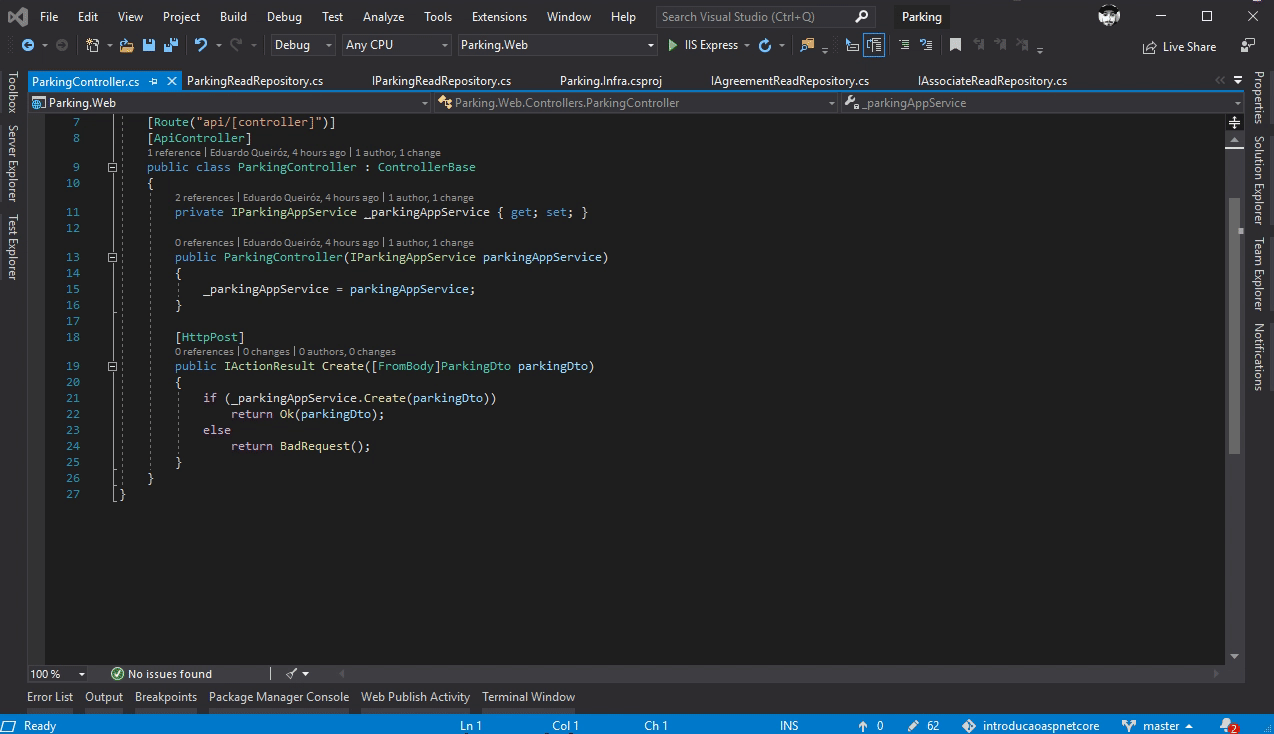 File Edit View Project Build Debug Test Analyze Tools Extensions Window Help Search Visual Studio (Ctrl+Q) Parking
Debug Any CPU Parking.Web IIS Express Live Share
Toolbox
Server Explorer
Test Explorer
ParkingController.cs ParkingReadRepository.cs IParkingReadRepository.cs Parking.Infra.csproj IAgreementReadRepository.cs IAssociateReadRepository.cs
Parking.Web Parking.Web.Controllers.ParkingController _parkingAppService
7 [Route("api/[controller]")]
8 [ApiController]
1 reference | Eduardo Queiróz, 4 hours ago | 1 author, 1 change
9 public class ParkingController : ControllerBase
10 {
2 references | Eduardo Queiróz, 4 hours ago | 1 author, 1 change
11 private IParkingAppService _parkingAppService { get; set; }
12
0 references | Eduardo Queiróz, 4 hours ago | 1 author, 1 change
13 public ParkingController(IParkingAppService parkingAppService)
14 {
15 _parkingAppService = parkingAppService;
16 }
17
18 [HttpPost]
0 references | 0 changes | 0 authors, 0 changes
19 public IActionResult Create([FromBody]ParkingDto parkingDto)
20 {
21 if (_parkingAppService.Create(parkingDto))
22 return Ok(parkingDto);
23 else
24 return BadRequest();
25 }
26 }
27 }
Properties
Solution Explorer
Team Explorer
Notifications
100 % No issues found
Error List Output Breakpoints Package Manager Console Web Publish Activity Terminal Window
Ready Ln 1 Col 1 Ch 1 INS 0 62 introducaoaspnetcore master 2